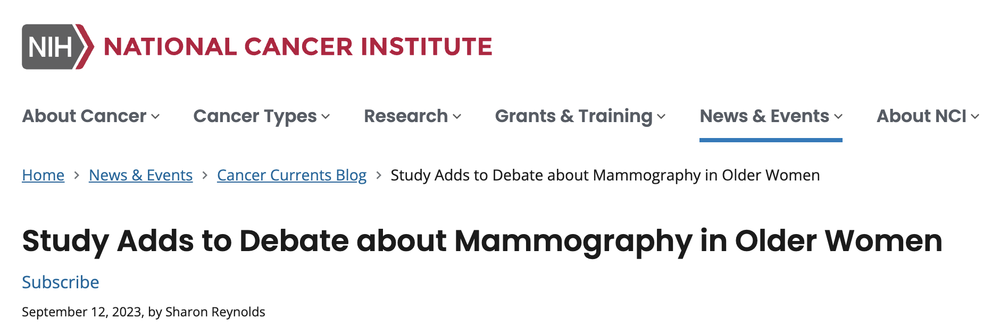 NIH NATIONAL CANCER INSTITUTE
About Cancer Cancer Types Research Grants & Training News & Events About NCI
Home > News & Events > Cancer Currents Blog > Study Adds to Debate about Mammography in Older Women
Study Adds to Debate about Mammography in Older Women
Subscribe
September 12, 2023, by Sharon Reynolds